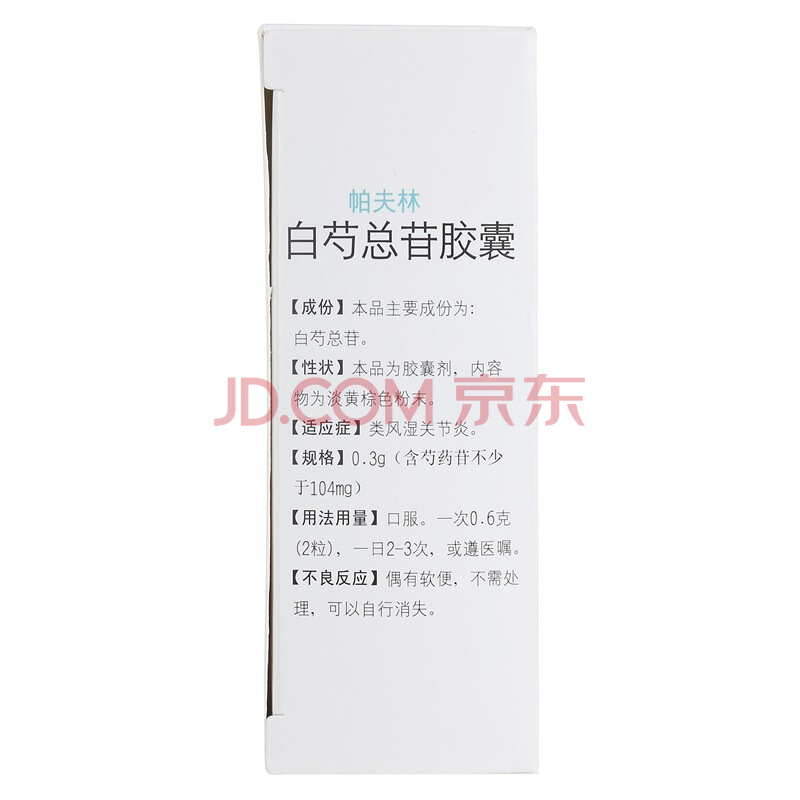 帕夫林
白芍总苷胶囊
【成份】本品主要成份为:
白芍总苷。
【性状】本品为胶囊剂，内容
物为淡黄棕色粉末。
JD.COM 京东
【适应症】类风湿关节炎。
【规格】0.3g（含芍药苷不少
于104mg）
【用法用量】口服。一次0.6克
(2粒)，一日2-3次，或遵医嘱。
【不良反应】偶有软便，不需处
理，可以自行消失。